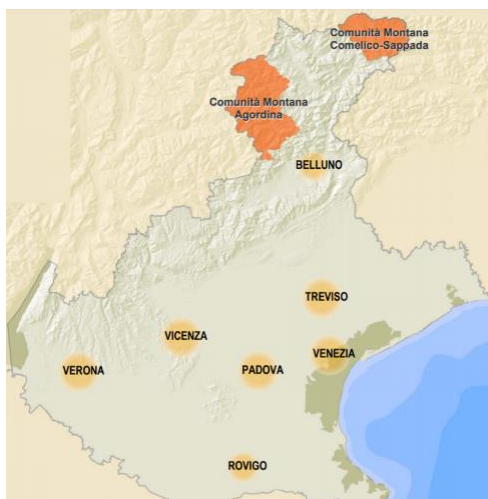 Comunità Montana
Comelico-Sappada
Comunità Montana
Agordina
BELLUNO
TREVISO
VICENZA
VENEZIA
VERONA
PADOVA
ROVIGO